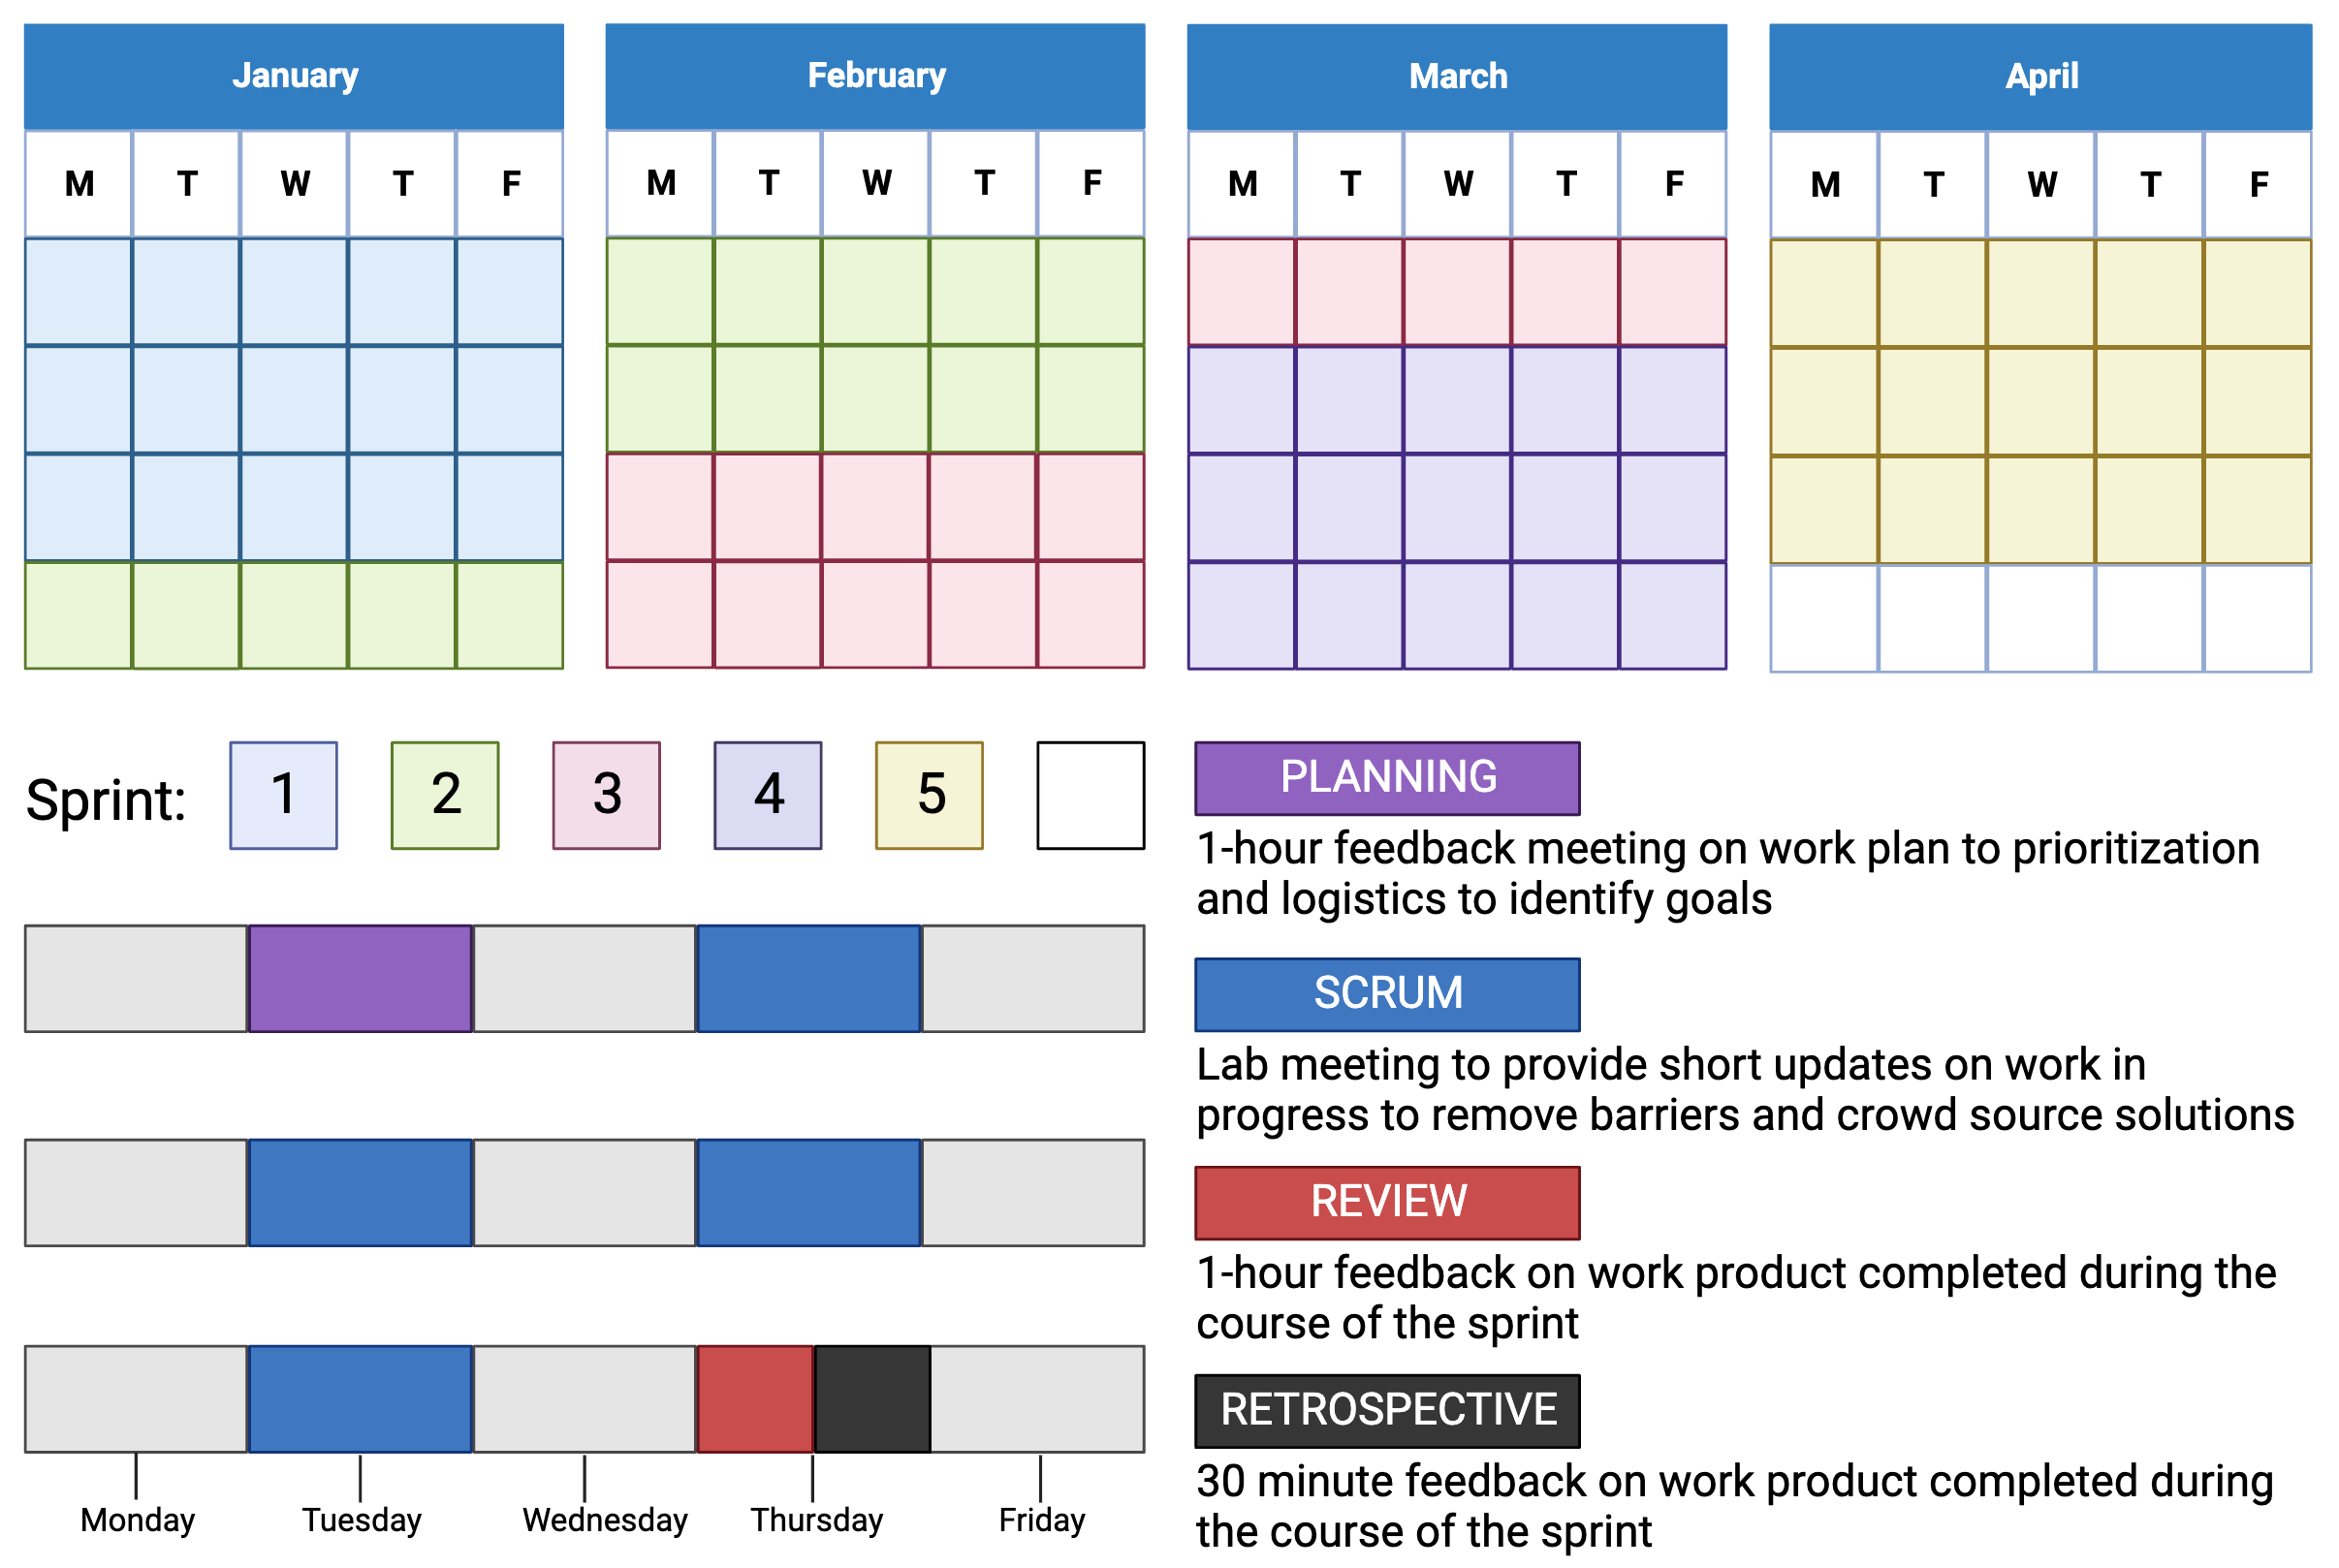 January
February
March
April
M T W T F
M T W T F
M T W T F
M T W T F
Sprint: 1 2 3 4 5
PLANNING
1-hour feedback meeting on work plan to prioritization
and logistics to identify goals
SCRUM
Lab meeting to provide short updates on work in
progress to remove barriers and crowd source solutions
REVIEW
1-hour feedback on work product completed during the
course of the sprint
RETROSPECTIVE
30 minute feedback on work product completed during
the course of the sprint
Monday Tuesday Wednesday Thursday Friday